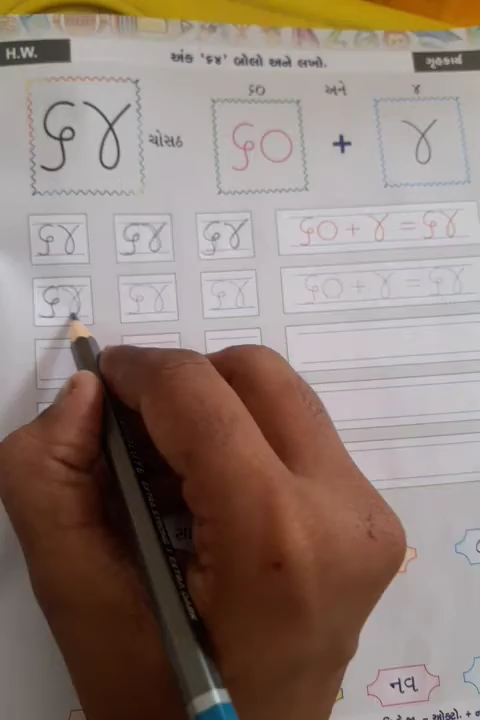 H.W.
અંક ‘૬૪’ બોલો અને લખો.
ગૃહકાર્ય
૬૦ અને ૪
૬૪ ચોસઠ ૬૦ + ૪
૬૪ ૬૪ ૬૪ ૬૦ + ૪ = ૬૪
૬૪ ૬૪ ૬૪ ૬૦ + ૪ = ૬૪
નવ